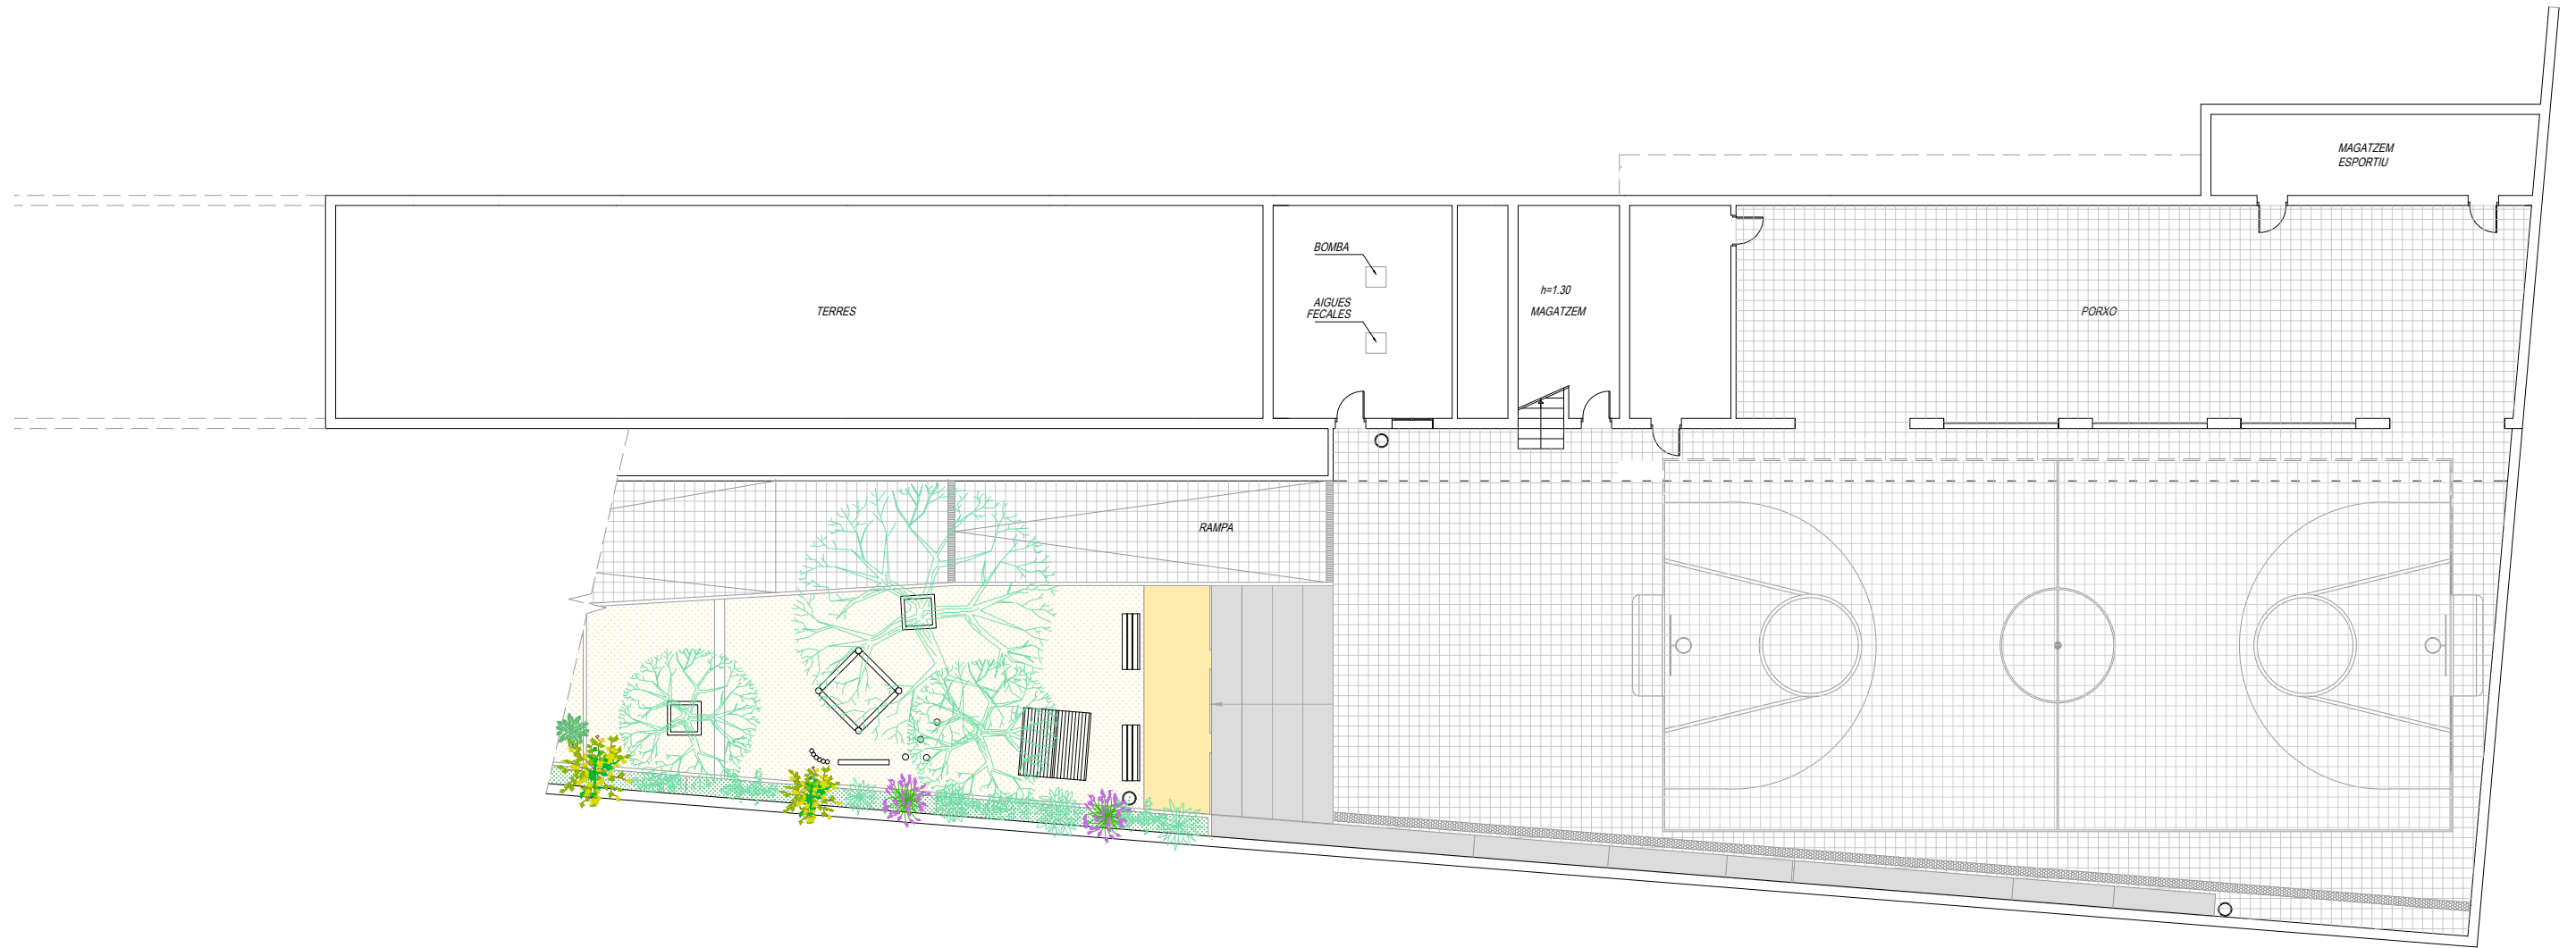 MAGATZEM
ESPORTIU
BOMBA
AIGUES
FECALES
TERRES
h=1.30
MAGATZEM
PORXO
RAMPA